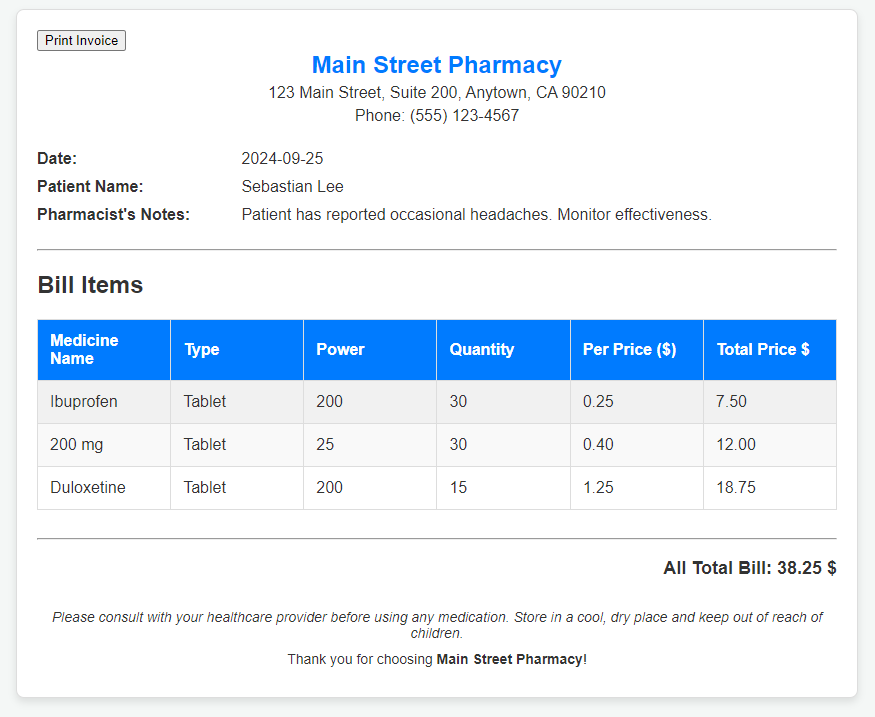 Print Invoice
Main Street Pharmacy
123 Main Street, Suite 200, Anytown, CA 90210
Phone: (555) 123-4567
Date: 2024-09-25
Patient Name: Sebastian Lee
Pharmacist's Notes: Patient has reported occasional headaches. Monitor effectiveness.
Bill Items
Medicine Name Type Power Quantity Per Price ($) Total Price $
Ibuprofen Tablet 200 30 0.25 7.50
200 mg Tablet 25 30 0.40 12.00
Duloxetine Tablet 200 15 1.25 18.75
All Total Bill: 38.25 $
Please consult with your healthcare provider before using any medication. Store in a cool, dry place and keep out of reach of
children.
Thank you for choosing Main Street Pharmacy!